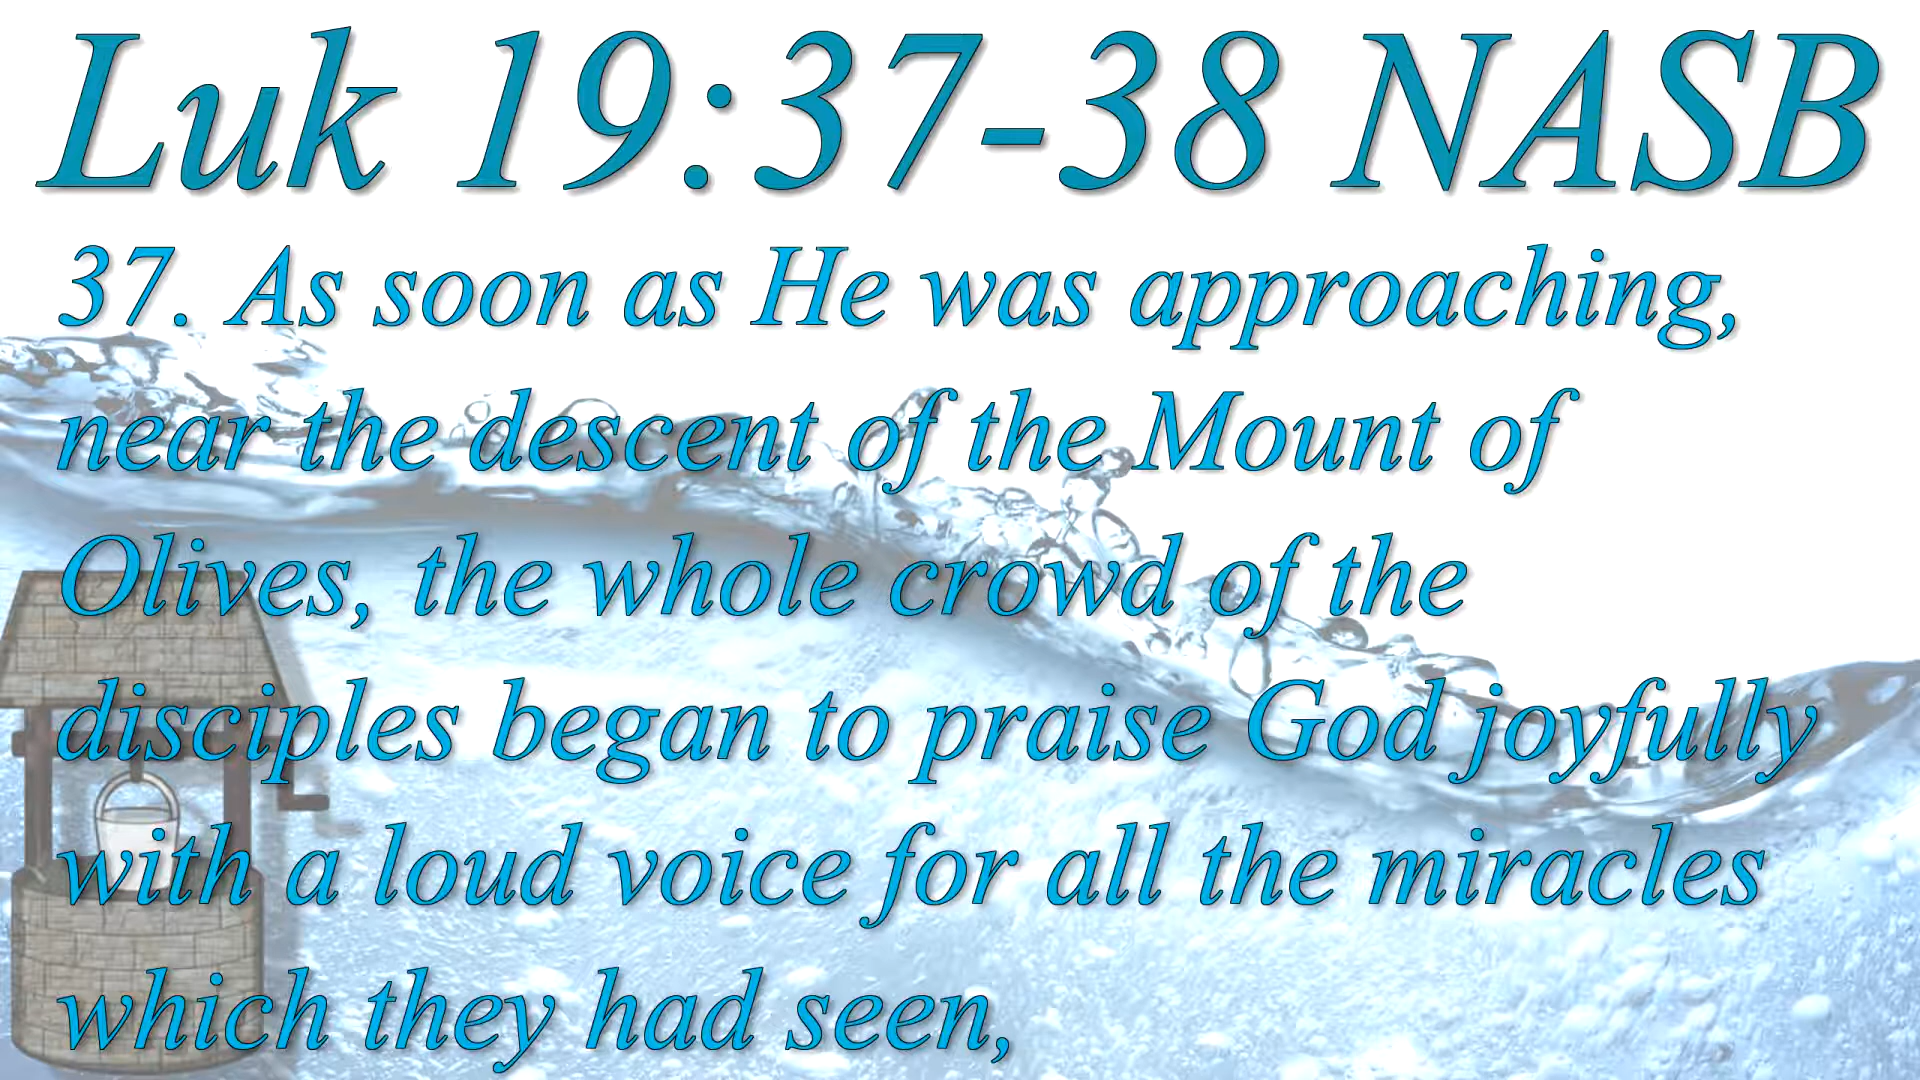 Luk 19:37-38 NASB
37. As soon as He was approaching,
near the descent of the Mount of
Olives, the whole crowd of the
disciples began to praise God joyfully
with a loud voice for all the miracles
which they had seen,